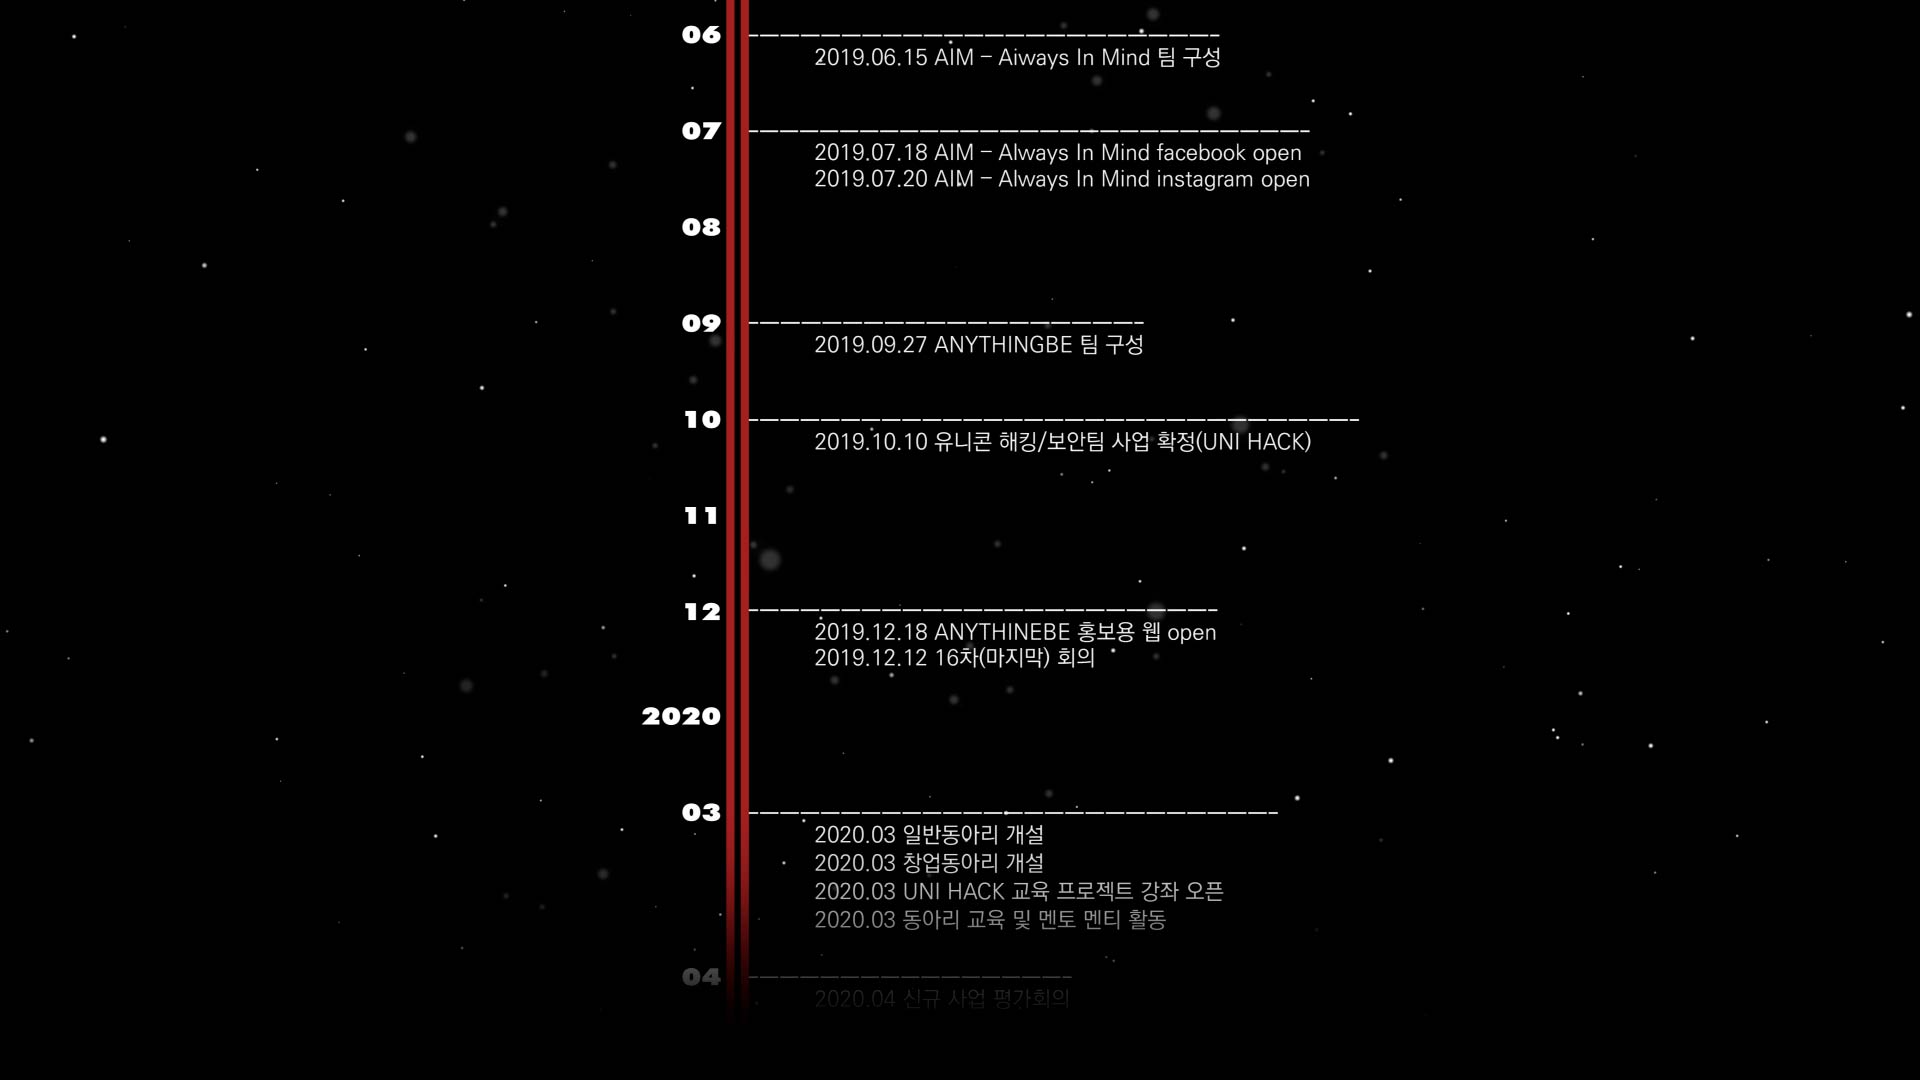 06
2019.06.15 AIM – Aiways In Mind 팀 구성
07
2019.07.18 AIM – Always In Mind facebook open
2019.07.20 AIM – Always In Mind instagram open
08
09
2019.09.27 ANYTHINGBE 팀 구성
10
2019.10.10 유니콘 해킹/보안팀 사업 확정(UNI HACK)
11
12
2019.12.18 ANYTHINEBE 홍보용 웹 open
2019.12.12 16차(마지막) 회의
2020
03
2020.03 일반동아리 개설
2020.03 창업동아리 개설
2020.03 UNI HACK 교육 프로젝트 강좌 오픈
2020.03 동아리 교육 및 멘토 멘티 활동
04
2020.04 신규 사업 평가회의